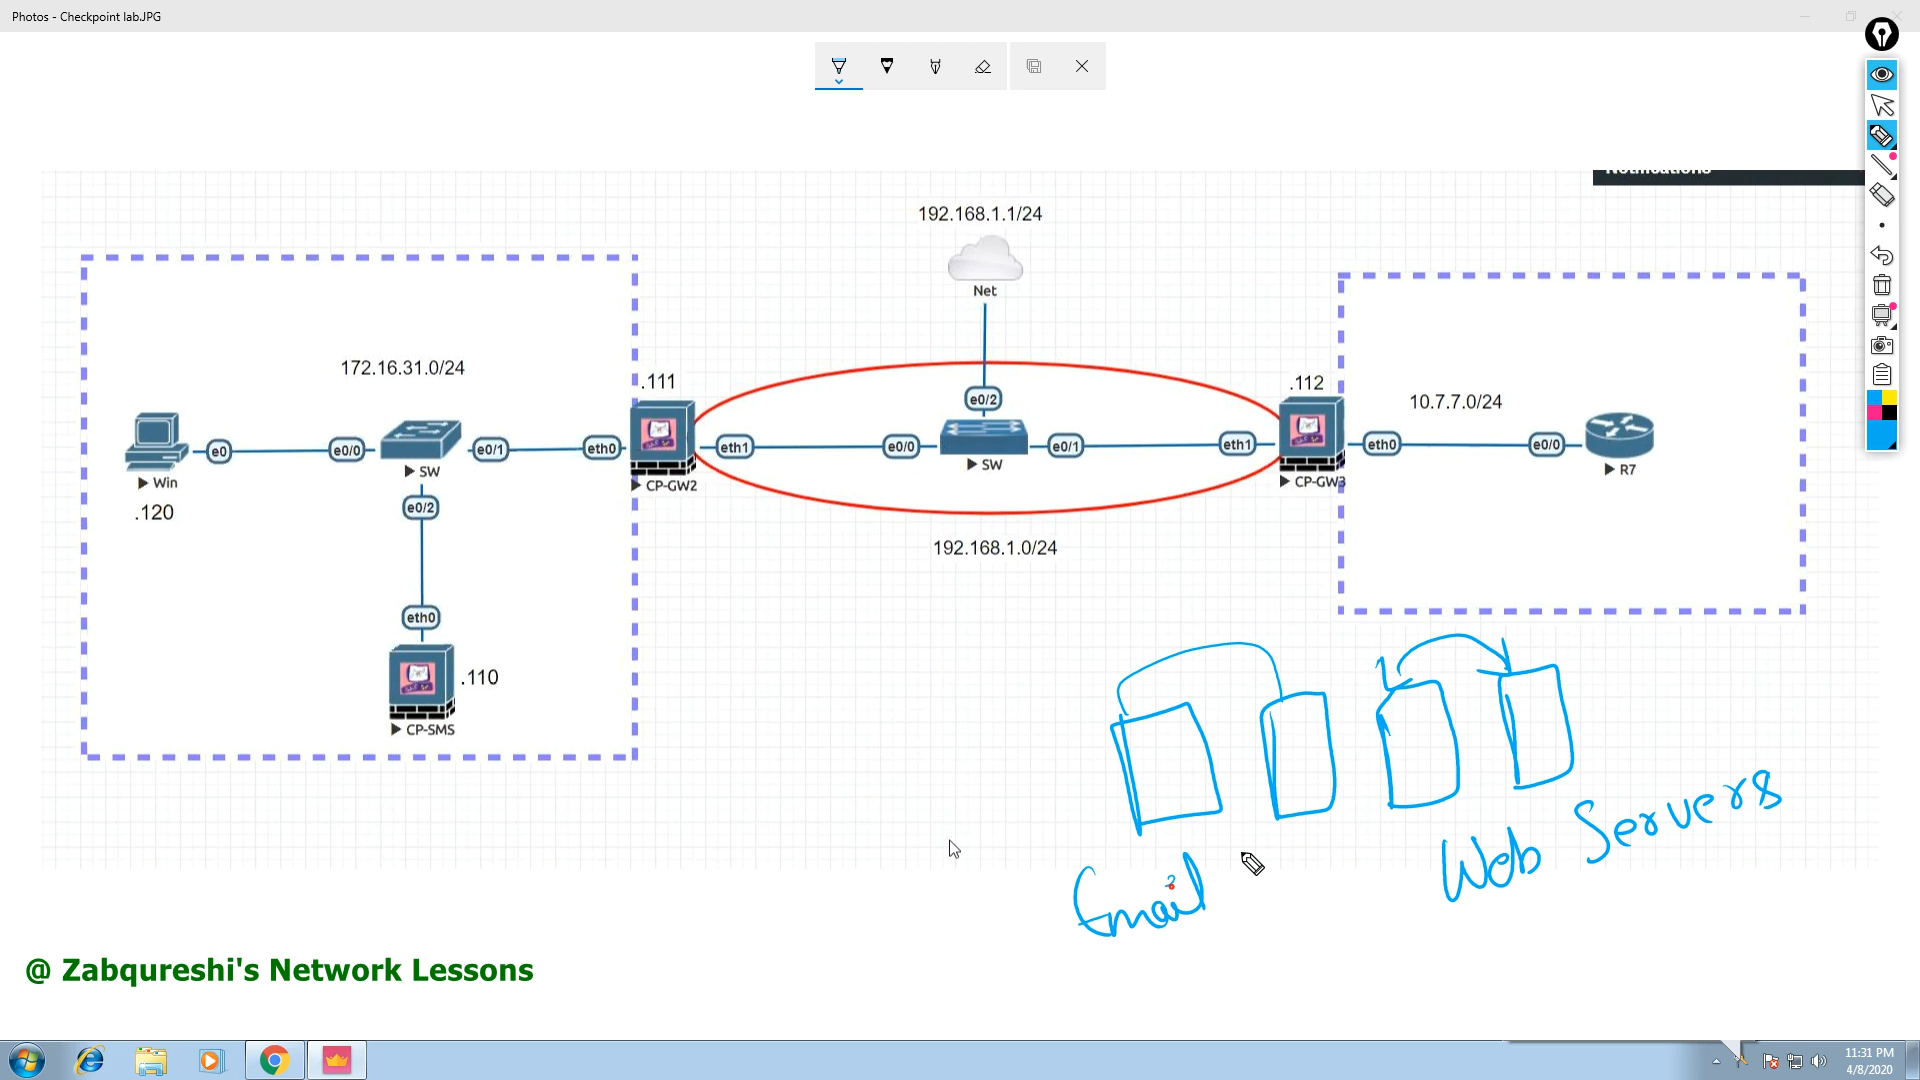 Photos - Checkpoint lab.JPG
192.168.1.1/24
Net
172.16.31.0/24
.111
.112
10.7.7.0/24
e0/2
e0
e0/0
e0/1
eth0
eth1
e0/0
e0/1
eth1
eth0
e0/0
SW
SW
R7
Win
CP-GW2
CP-GW3
.120
e0/2
192.168.1.0/24
eth0
.110
CP-SMS
Web Servers
Email
@ Zabqureshi's Network Lessons
11:31 PM
4/8/2020